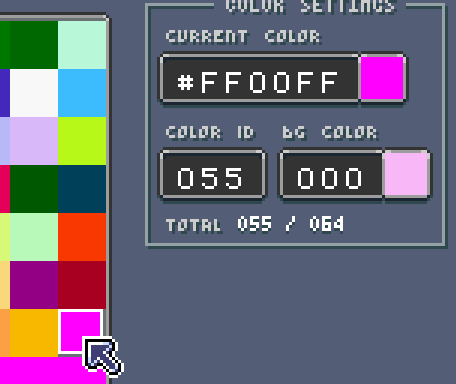 COLOR SETTINGS
CURRENT COLOR
#FF00FF
COLOR ID BG COLOR
055 000
TOTAL 055 / 064